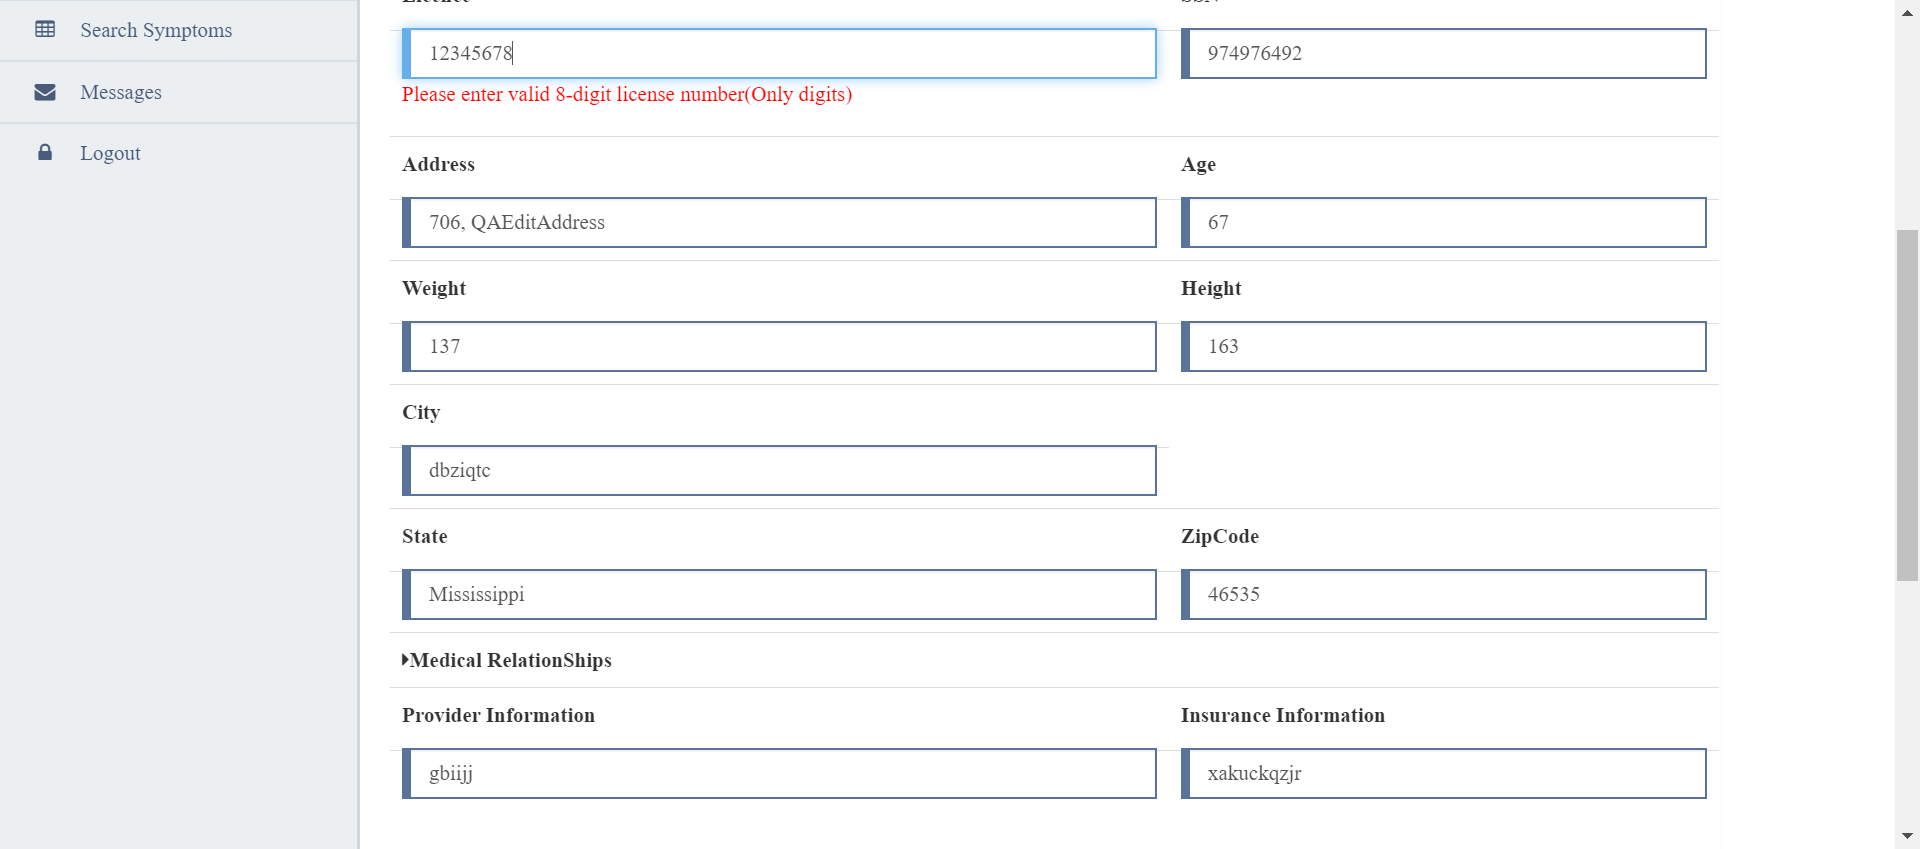 Search Symptoms
Messages
Logout
12345678
974976492
Please enter valid 8-digit license number(Only digits)
Address
Age
706, QAEditAddress
67
Weight
Height
137
163
City
dbziqtc
State
ZipCode
Mississippi
46535
Medical RelationShips
Provider Information
Insurance Information
gbiijj
xakuckqzjr